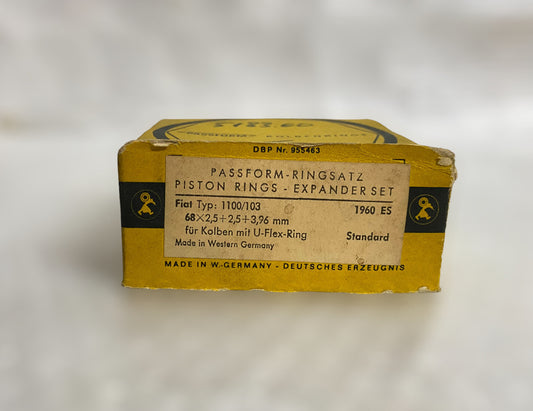 PASSFORM KOLBENRINGE
DBP Nr. 955463
PASSFORM-RINGSATZ
PISTON RINGS - EXPANDER SET
Fiat Typ: 1100/103 1960 ES
68×2,5÷2,5÷3,96 mm
für Kolben mit U-Flex-Ring Standard
Made in Western Germany
MADE IN W.-GERMANY - DEUTSCHES ERZEUGNIS